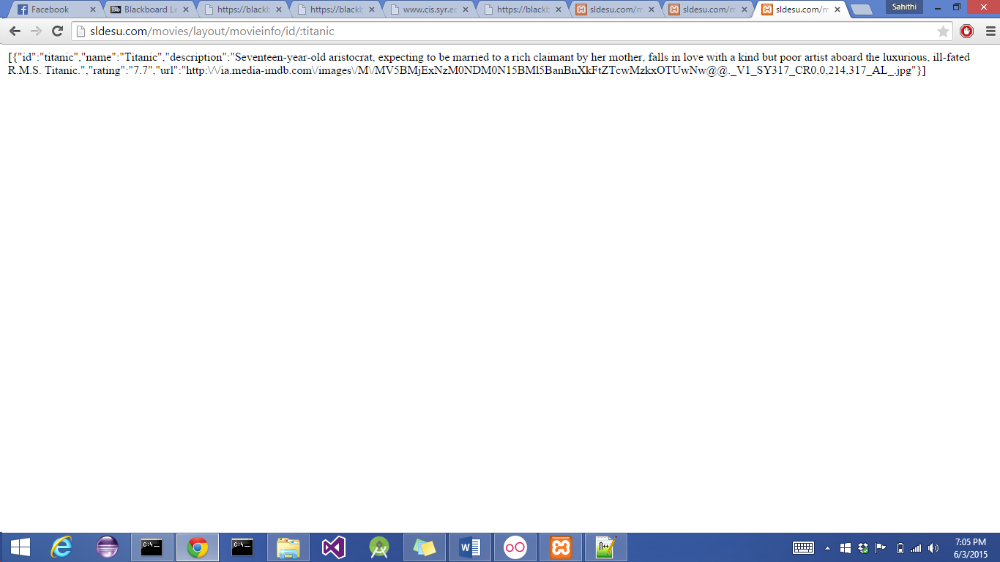 Facebook
Blackboard Le
https://blackb
https://blackb
www.cis.syr.ec
https://blackb
sldesu.com/m
sldesu.com/m
sldesu.com/m
Sahithi
sldesu.com/movies/layout/movieinfo/id/:titanic
[{"id":"titanic","name":"Titanic","description":"Seventeen-year-old aristocrat, expecting to be married to a rich claimant by her mother, falls in love with a kind but poor artist aboard the luxurious, ill-fated
R.M.S. Titanic.","rating":"7.7","url":"http:\/\/ia.media-imdb.com\/images\/M\/MV5BMjExNzM0NDM0N15BMl5BanBnXkFtZTcwMzkxOTUwNw@@._V1_SY317_CR0,0,214,317_AL_.jpg"}]
7:05 PM
6/3/2015